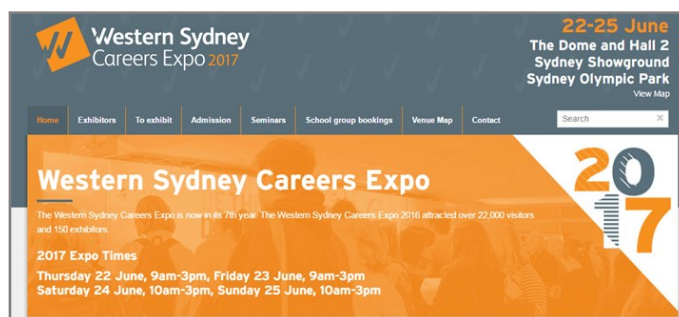 Western Sydney
Careers Expo 2017
22-25 June
The Dome and Hall 2
Sydney Showground
Sydney Olympic Park
View Map
Home Exhibitors To exhibit Admission Seminars School group bookings Venue Map Contact Search ×
Western Sydney Careers Expo
The Western Sydney Careers Expo is now in its 7th year. The Western Sydney Careers Expo 2016 attracted over 22,000 visitors
and 150 exhibitors.
2017 Expo Times
Thursday 22 June, 9am-3pm, Friday 23 June, 9am-3pm
Saturday 24 June, 10am-3pm, Sunday 25 June, 10am-3pm
20
17